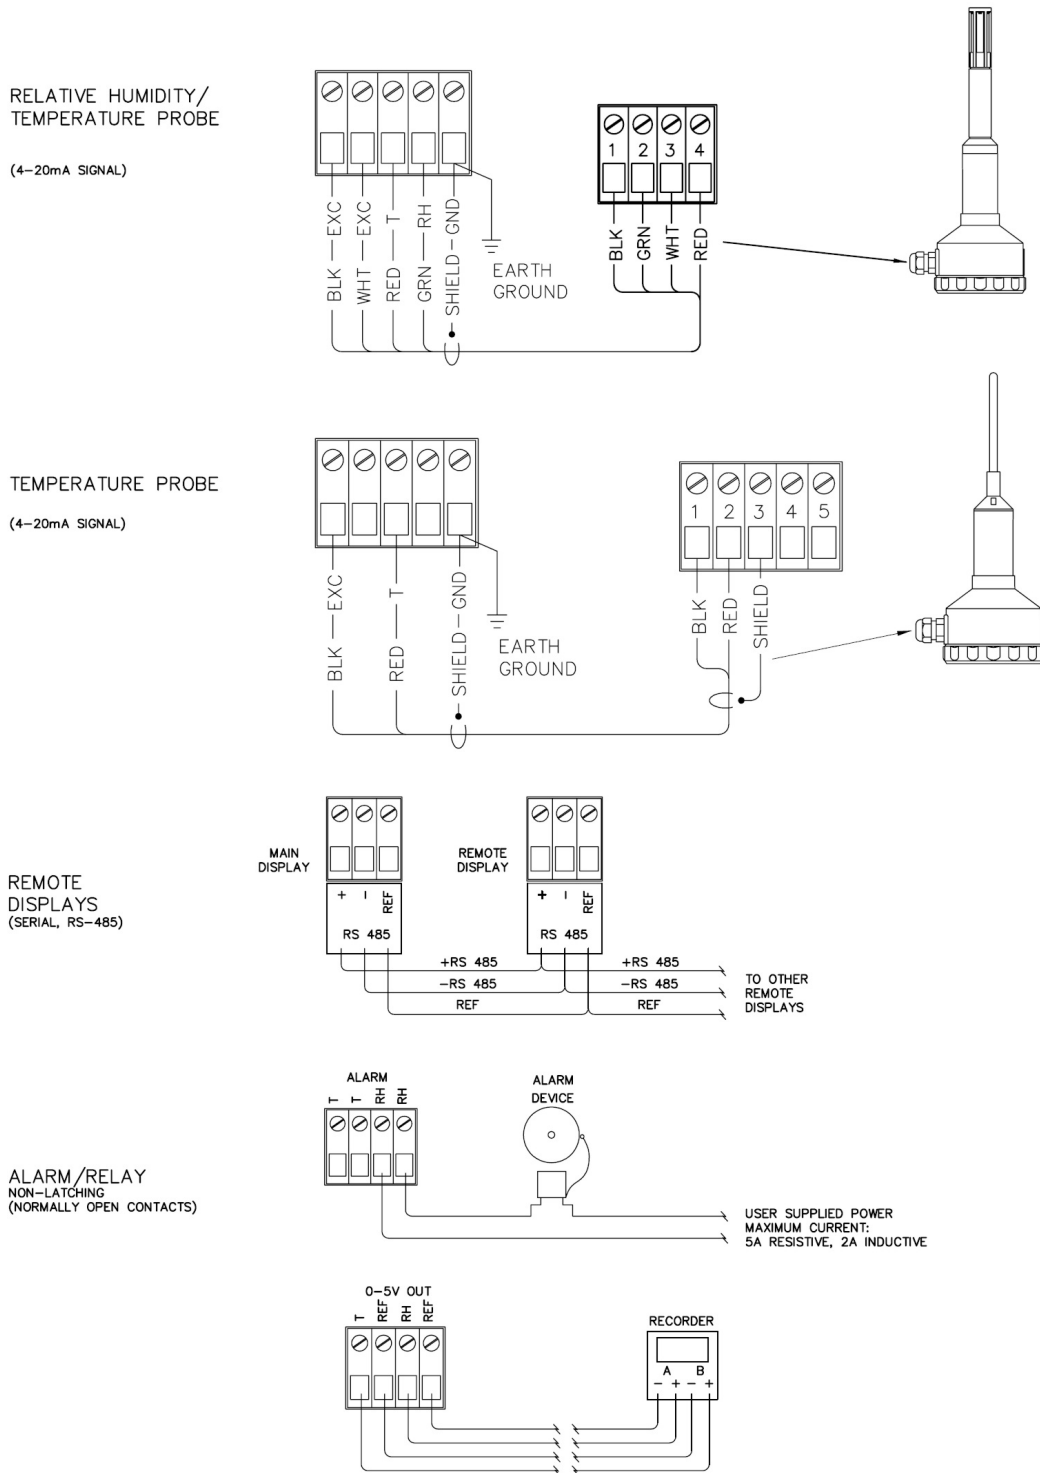 RELATIVE HUMIDITY/
TEMPERATURE PROBE
(4-20mA SIGNAL)
BLK EXC
WHT EXC
RED T
GRN RH
SHIELD GND
EARTH
GROUND
1 2 3 4
BLK
GRN
WHT
RED
TEMPERATURE PROBE
(4-20mA SIGNAL)
BLK EXC
RED T
SHIELD GND
EARTH
GROUND
1 2 3 4 5
BLK
RED
SHIELD
REMOTE
DISPLAYS
(SERIAL, RS-485)
MAIN
DISPLAY
+ - REF
RS 485
REMOTE
DISPLAY
+ - REF
RS 485
+RS 485
-RS 485
REF
+RS 485
-RS 485
REF
TO OTHER
REMOTE
DISPLAYS
ALARM/RELAY
NON-LATCHING
(NORMALLY OPEN CONTACTS)
ALARM
T T RH RH
ALARM
DEVICE
USER SUPPLIED POWER
MAXIMUM CURRENT:
5A RESISTIVE, 2A INDUCTIVE
0-5V OUT
T REF RH REF
RECORDER
A B
- + - +